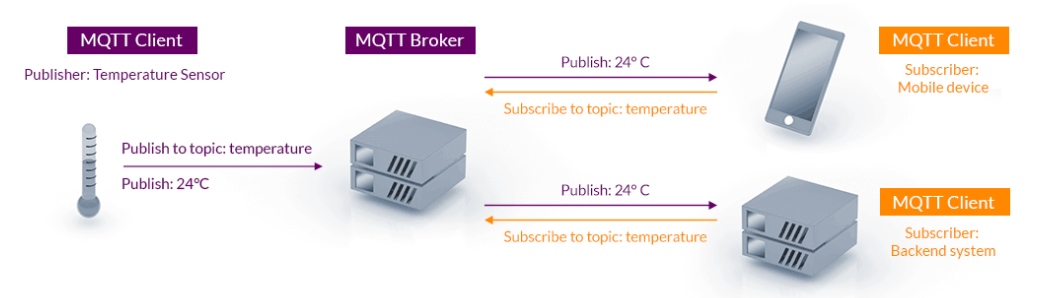 MQTT Client
Publisher: Temperature Sensor
Publish to topic: temperature
Publish: 24°C
MQTT Broker
Publish: 24° C
Subscribe to topic: temperature
MQTT Client
Subscriber:
Mobile device
Publish: 24° C
Subscribe to topic: temperature
MQTT Client
Subscriber:
Backend system